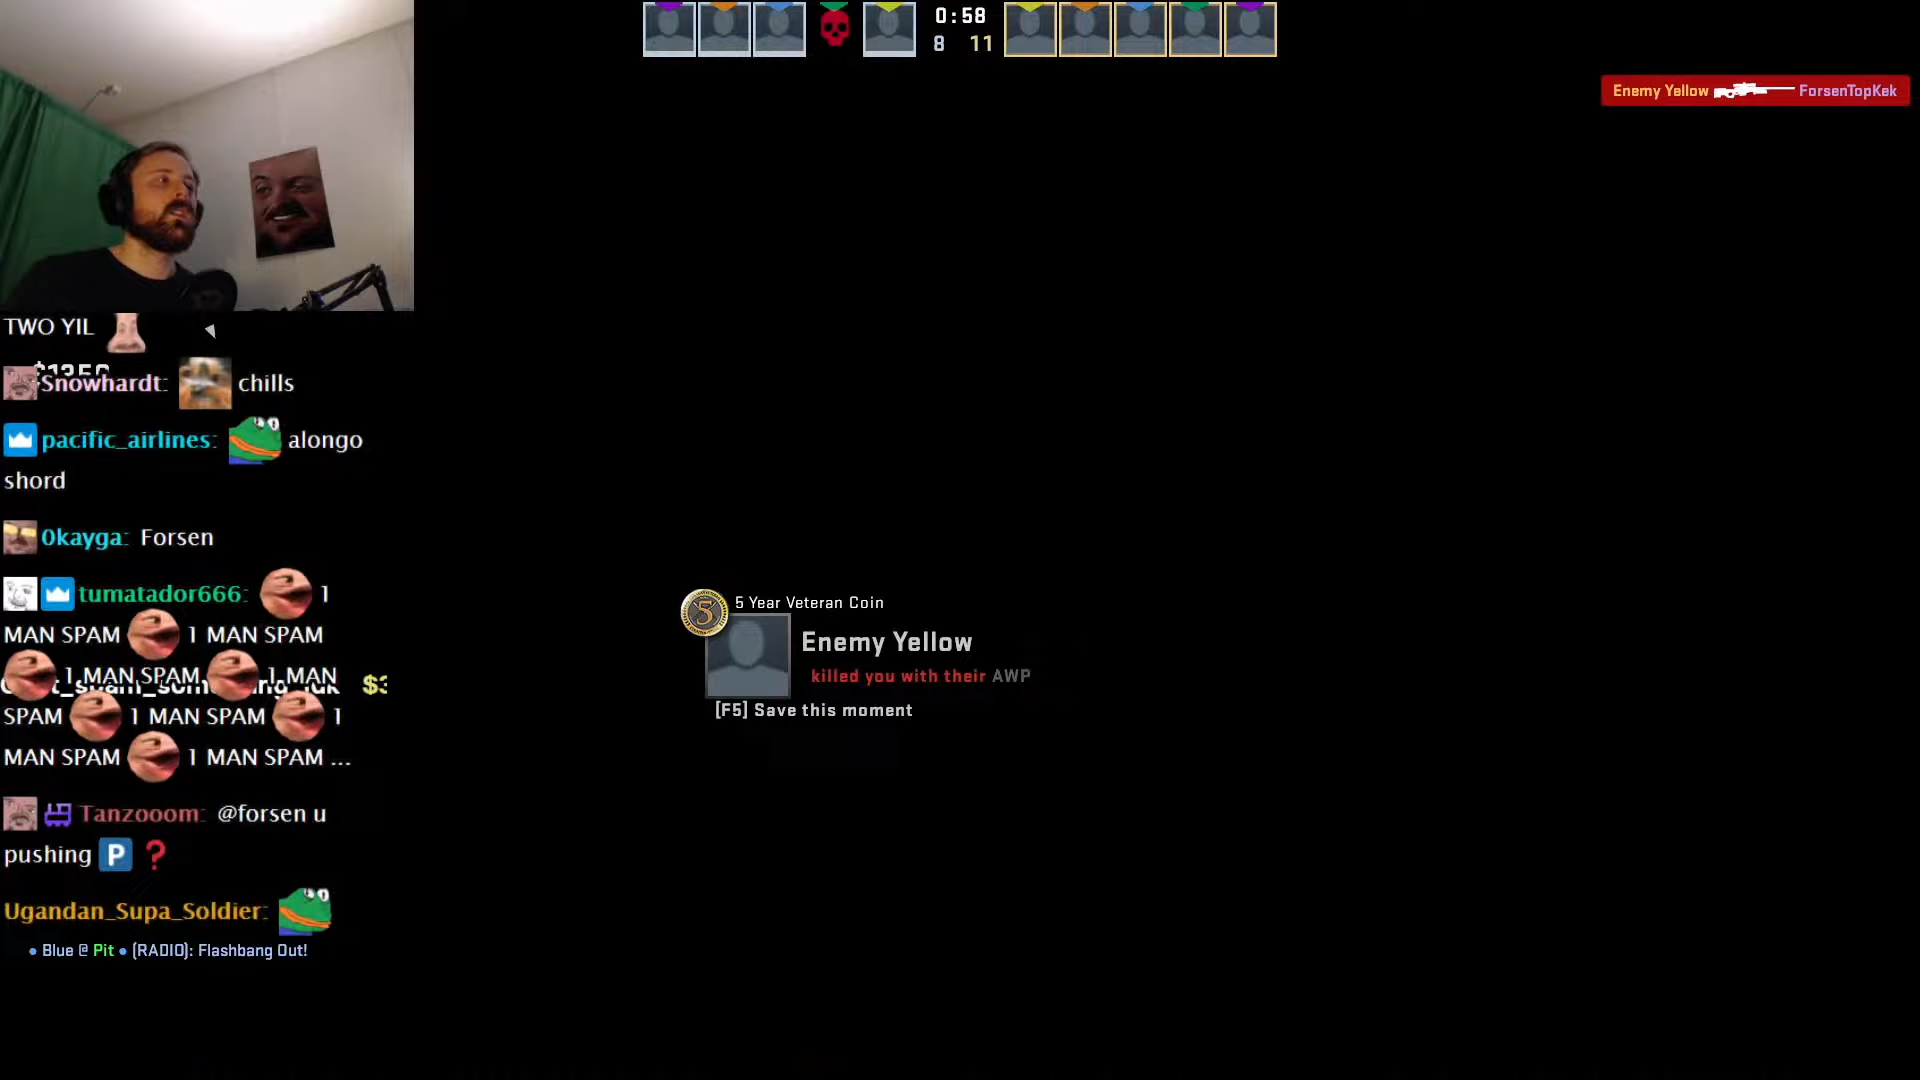 0:58
8 11
Enemy Yellow ForsenTopKek
TWO YIL
$1350
Snowhardt: chills
pacific_airlines: alongo
shord
Okayga: Forsen
tumatador666: 1
MAN SPAM 1 MAN SPAM
1 MAN SPAM 1 MAN
SPAM 1 MAN SPAM 1
MAN SPAM 1 MAN SPAM ...
Tanzooom: @forsen u
pushing P ?
Ugandan_Supa_Soldier:
• Blue @ Pit • (RADIO): Flashbang Out!
5 5 Year Veteran Coin
Enemy Yellow
killed you with their AWP
[F5] Save this moment